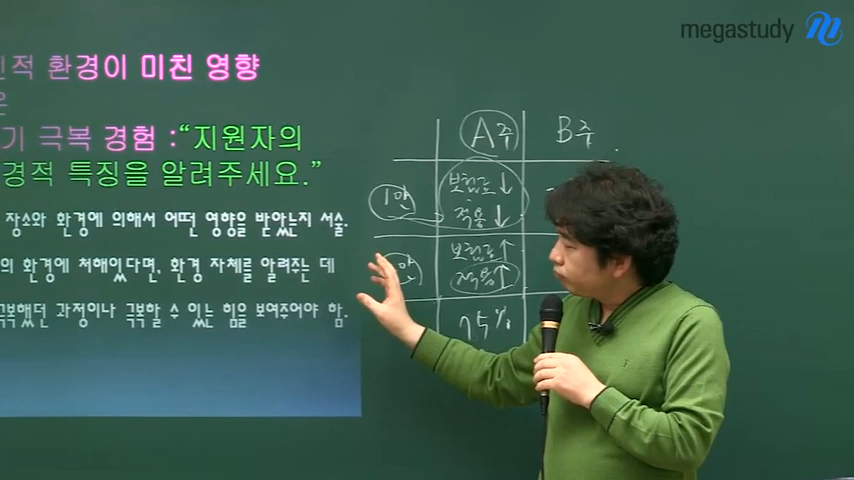 megastudy
인적 환경이 미친 영향
은
기 극복 경험 :“지원자의
경적 특징을 알려주세요.”
장소와 환경에 의해서 어떤 영향을 받았는지 서술.
의 환경에 처해있다면, 환경 자체를 알려주는 데
극복했던 과정이나 극복할 수 있는 힘을 보여주어야 함.
A주 B주
1안 보험료↓
적용↓
안 보험료↑
적용↑
75%